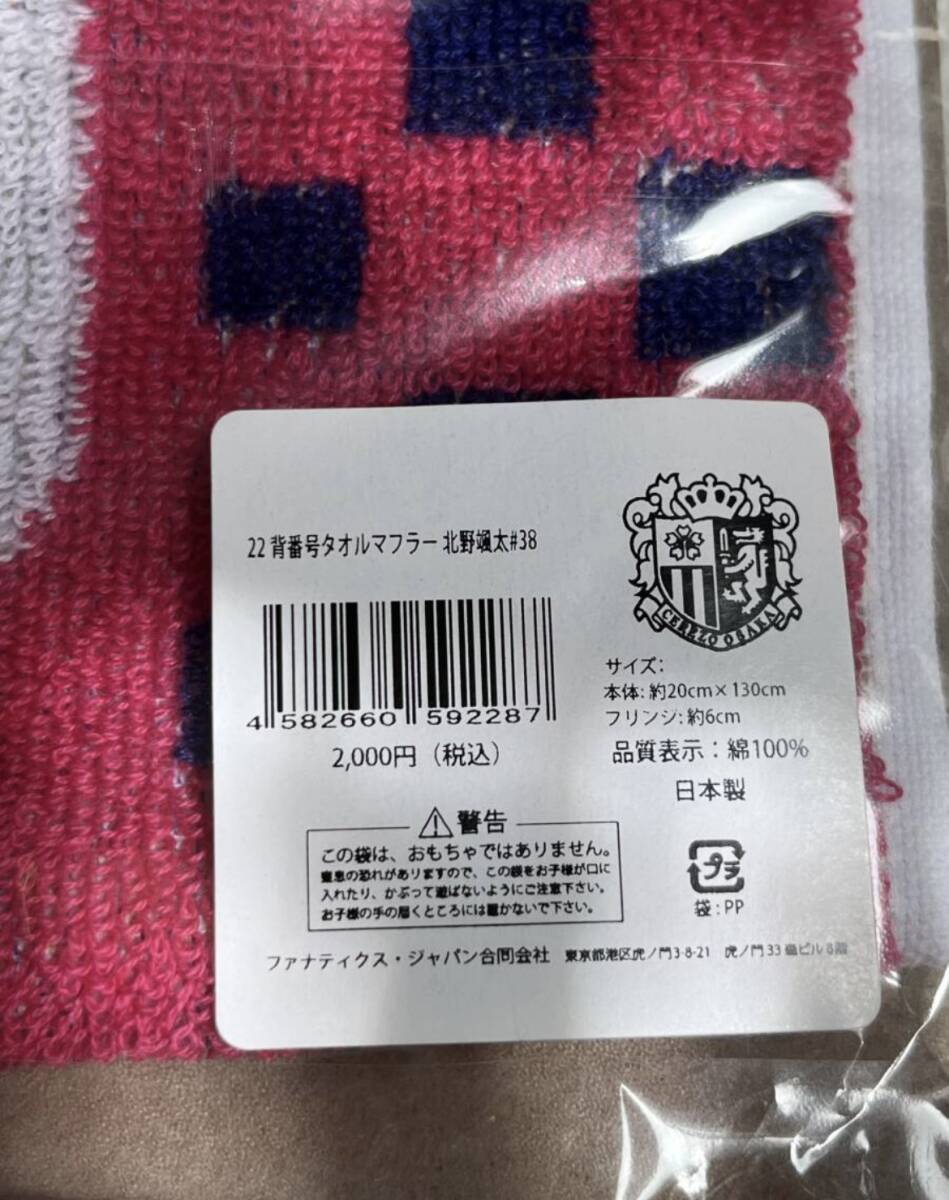 22 背番号タオルマフラー 北野颯太#38
CEREZO OSAKA
4 582660 592287
2,000円（税込）
サイズ：
本体：約20cm×130cm
フリンジ：約6cm
品質表示：綿100%
日本製
警告
この袋は、おもちゃではありません。
窒息の恐れがありますので、この袋をお子様が口に
入れたり、かぶって遊ばないようにご注意下さい。
お子様の手の届くところには置かないで下さい。
プラ
袋：PP
ファナティクス・ジャパン合同会社 東京都港区虎ノ門3-8-21 虎ノ門33森ビル8階